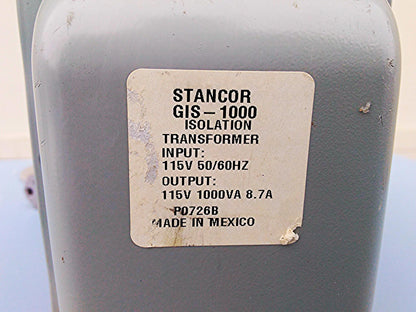 STANCOR
GIS-1000
ISOLATION
TRANSFORMER
INPUT:
115V 50/60HZ
OUTPUT:
115V 1000VA 8.7A
P0726B
MADE IN MEXICO